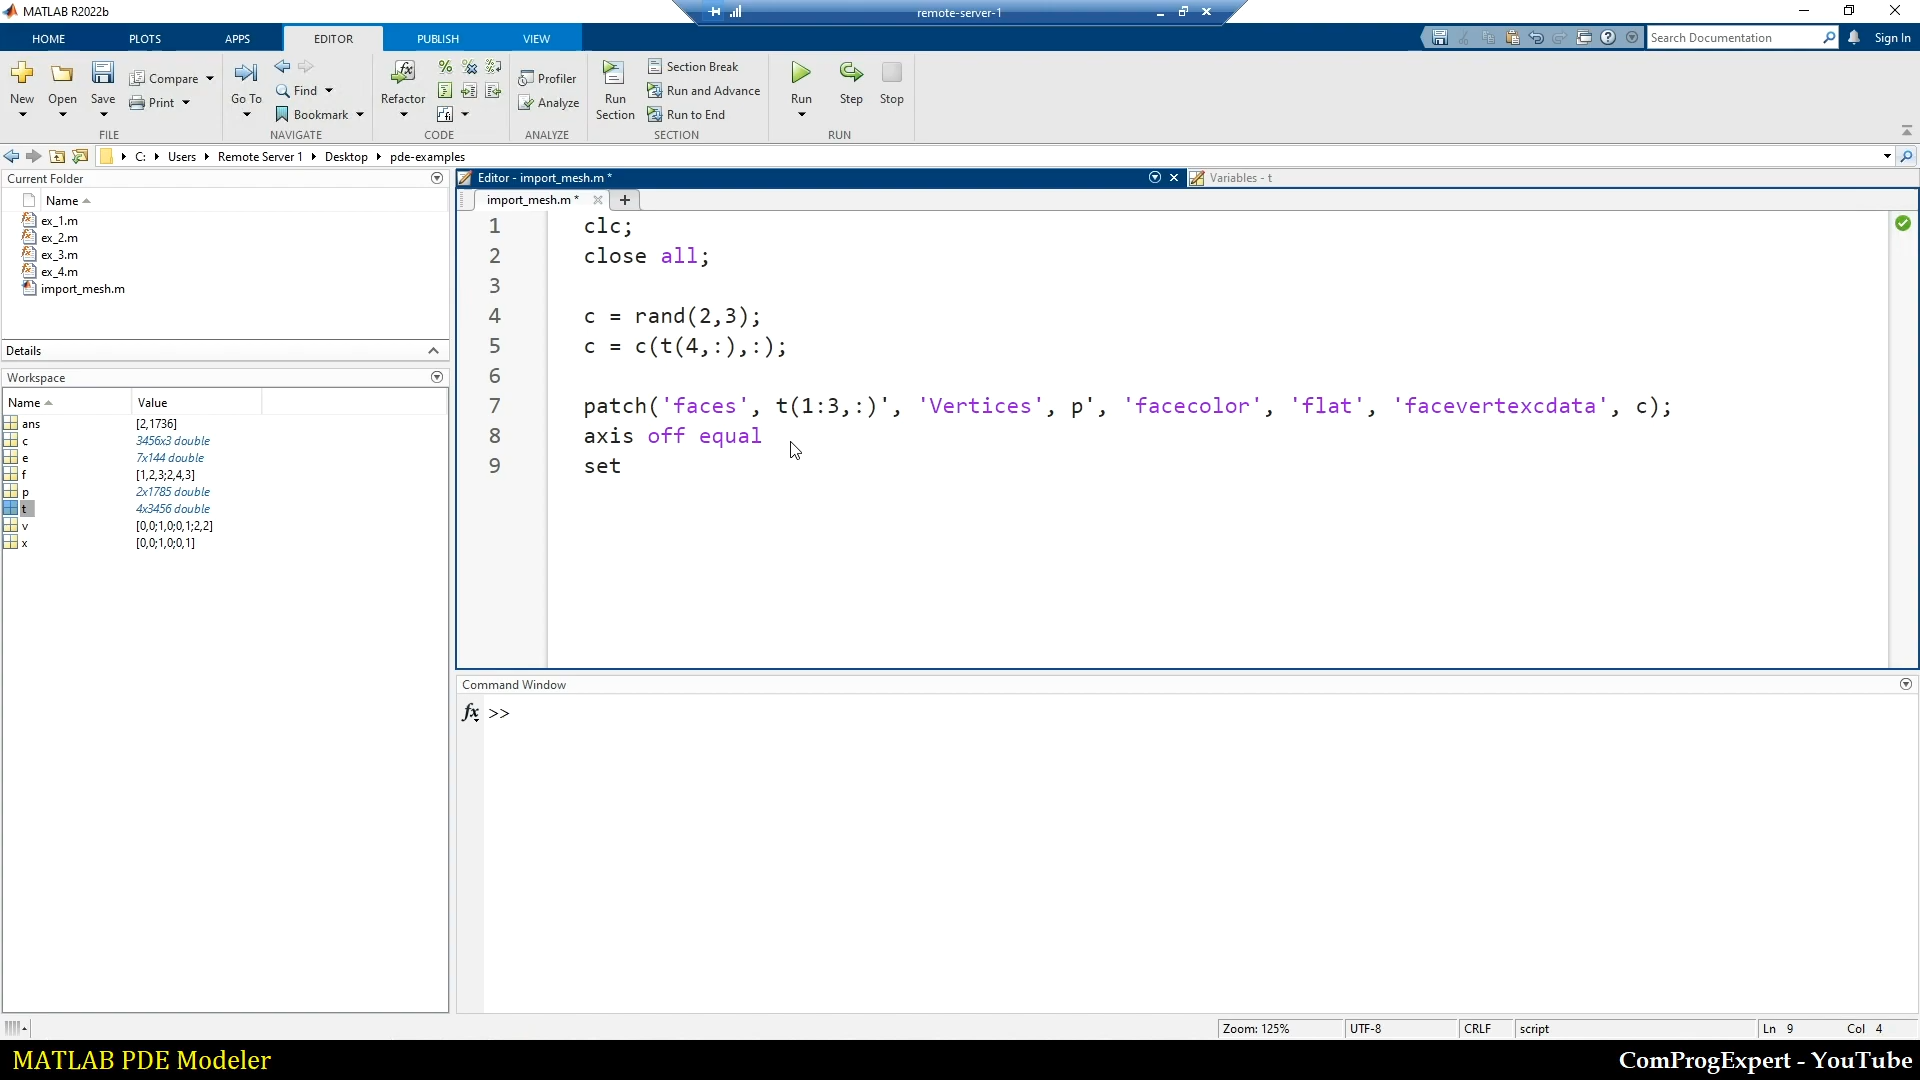 MATLAB R2022b
remote-server-1
HOME PLOTS APPS EDITOR PUBLISH VIEW
Search Documentation
Sign In
New Open Save Compare Print
Go To Find Bookmark
Refactor
Profiler
Analyze
Run Section
Section Break
Run and Advance
Run to End
Run Step Stop
FILE NAVIGATE CODE ANALYZE SECTION RUN
C: Users Remote Server 1 Desktop pde-examples
Current Folder
Name
ex_1.m
ex_2.m
ex_3.m
ex_4.m
import_mesh.m
Details
Workspace
Name Value
ans [2,1736]
c 3456x3 double
e 7x144 double
f [1,2,3;2,4,3]
p 2x1785 double
t 4x3456 double
v [0,0;1,0;0,1;2,2]
x [0,0;1,0;0,1]
Editor - import_mesh.m *
Variables - t
import_mesh.m * +
1 clc;
2 close all;
3
4 c = rand(2,3);
5 c = c(t(4,:),:);
6
7 patch('faces', t(1:3,:)', 'Vertices', p', 'facecolor', 'flat', 'facevertexcdata', c);
8 axis off equal
9 set
Command Window
fx >>
Zoom: 125% UTF-8 CRLF script Ln 9 Col 4
MATLAB PDE Modeler
ComProgExpert - YouTube